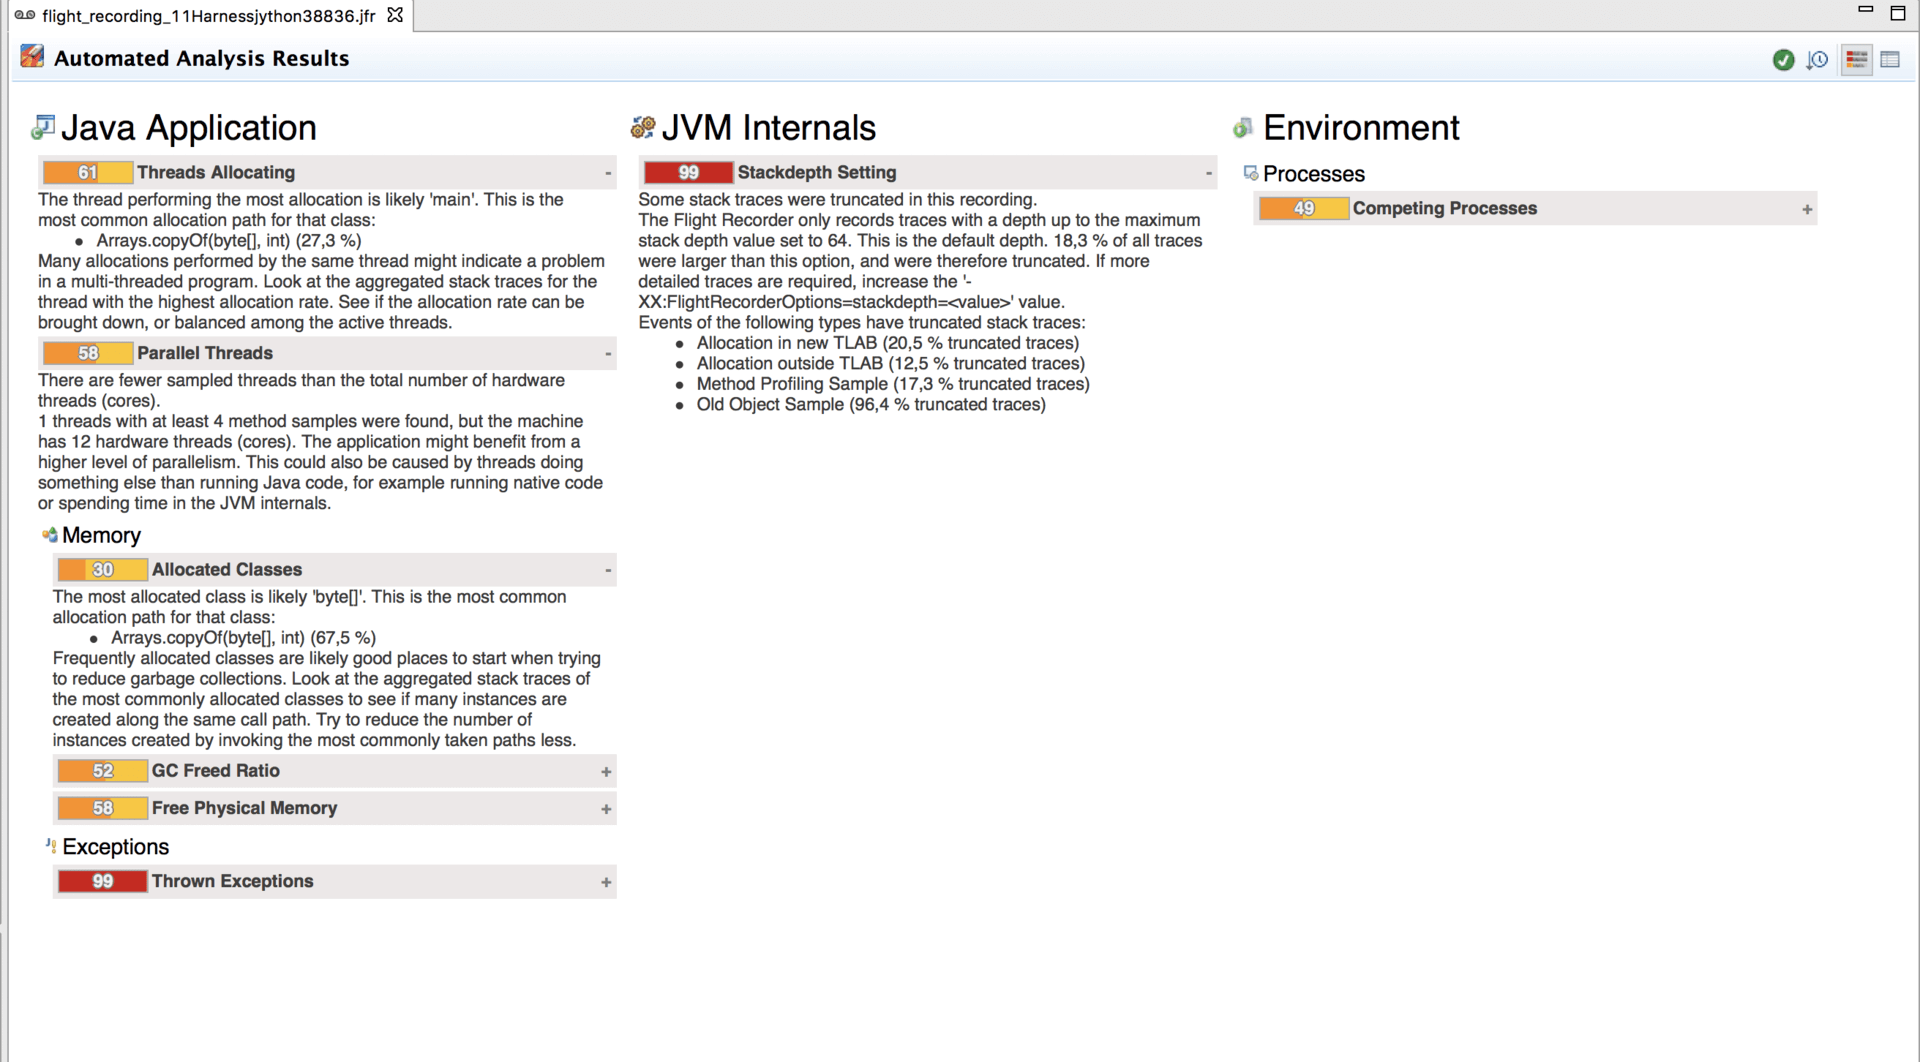 flight_recording_11Harnessjython38836.jfr
Automated Analysis Results
Java Application
61 Threads Allocating -
The thread performing the most allocation is likely 'main'. This is the
most common allocation path for that class:
• Arrays.copyOf(byte[], int) (27,3 %)
Many allocations performed by the same thread might indicate a problem
in a multi-threaded program. Look at the aggregated stack traces for the
thread with the highest allocation rate. See if the allocation rate can be
brought down, or balanced among the active threads.
58 Parallel Threads -
There are fewer sampled threads than the total number of hardware
threads (cores).
1 threads with at least 4 method samples were found, but the machine
has 12 hardware threads (cores). The application might benefit from a
higher level of parallelism. This could also be caused by threads doing
something else than running Java code, for example running native code
or spending time in the JVM internals.
Memory
30 Allocated Classes -
The most allocated class is likely 'byte[]'. This is the most common
allocation path for that class:
• Arrays.copyOf(byte[], int) (67,5 %)
Frequently allocated classes are likely good places to start when trying
to reduce garbage collections. Look at the aggregated stack traces of
the most commonly allocated classes to see if many instances are
created along the same call path. Try to reduce the number of
instances created by invoking the most commonly taken paths less.
52 GC Freed Ratio +
58 Free Physical Memory +
Exceptions
99 Thrown Exceptions +
JVM Internals
99 Stackdepth Setting -
Some stack traces were truncated in this recording.
The Flight Recorder only records traces with a depth up to the maximum
stack depth value set to 64. This is the default depth. 18,3 % of all traces
were larger than this option, and were therefore truncated. If more
detailed traces are required, increase the '-
XX:FlightRecorderOptions=stackdepth=<value>' value.
Events of the following types have truncated stack traces:
• Allocation in new TLAB (20,5 % truncated traces)
• Allocation outside TLAB (12,5 % truncated traces)
• Method Profiling Sample (17,3 % truncated traces)
• Old Object Sample (96,4 % truncated traces)
Environment
Processes
49 Competing Processes +